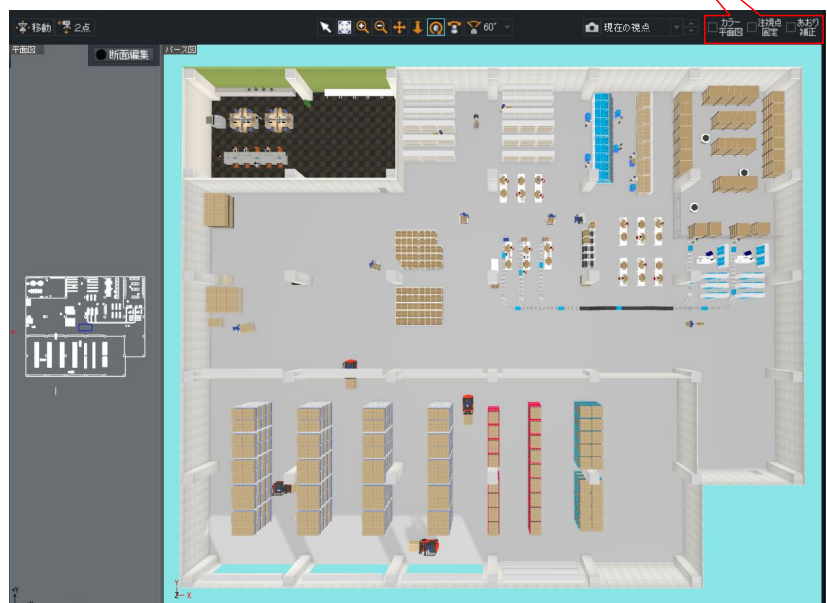 移動
2点
60°
現在の視点
カラー
平面図
注視点
固定
あおり
補正
平面図
断面編集
パース図
Y
Z
X
Y